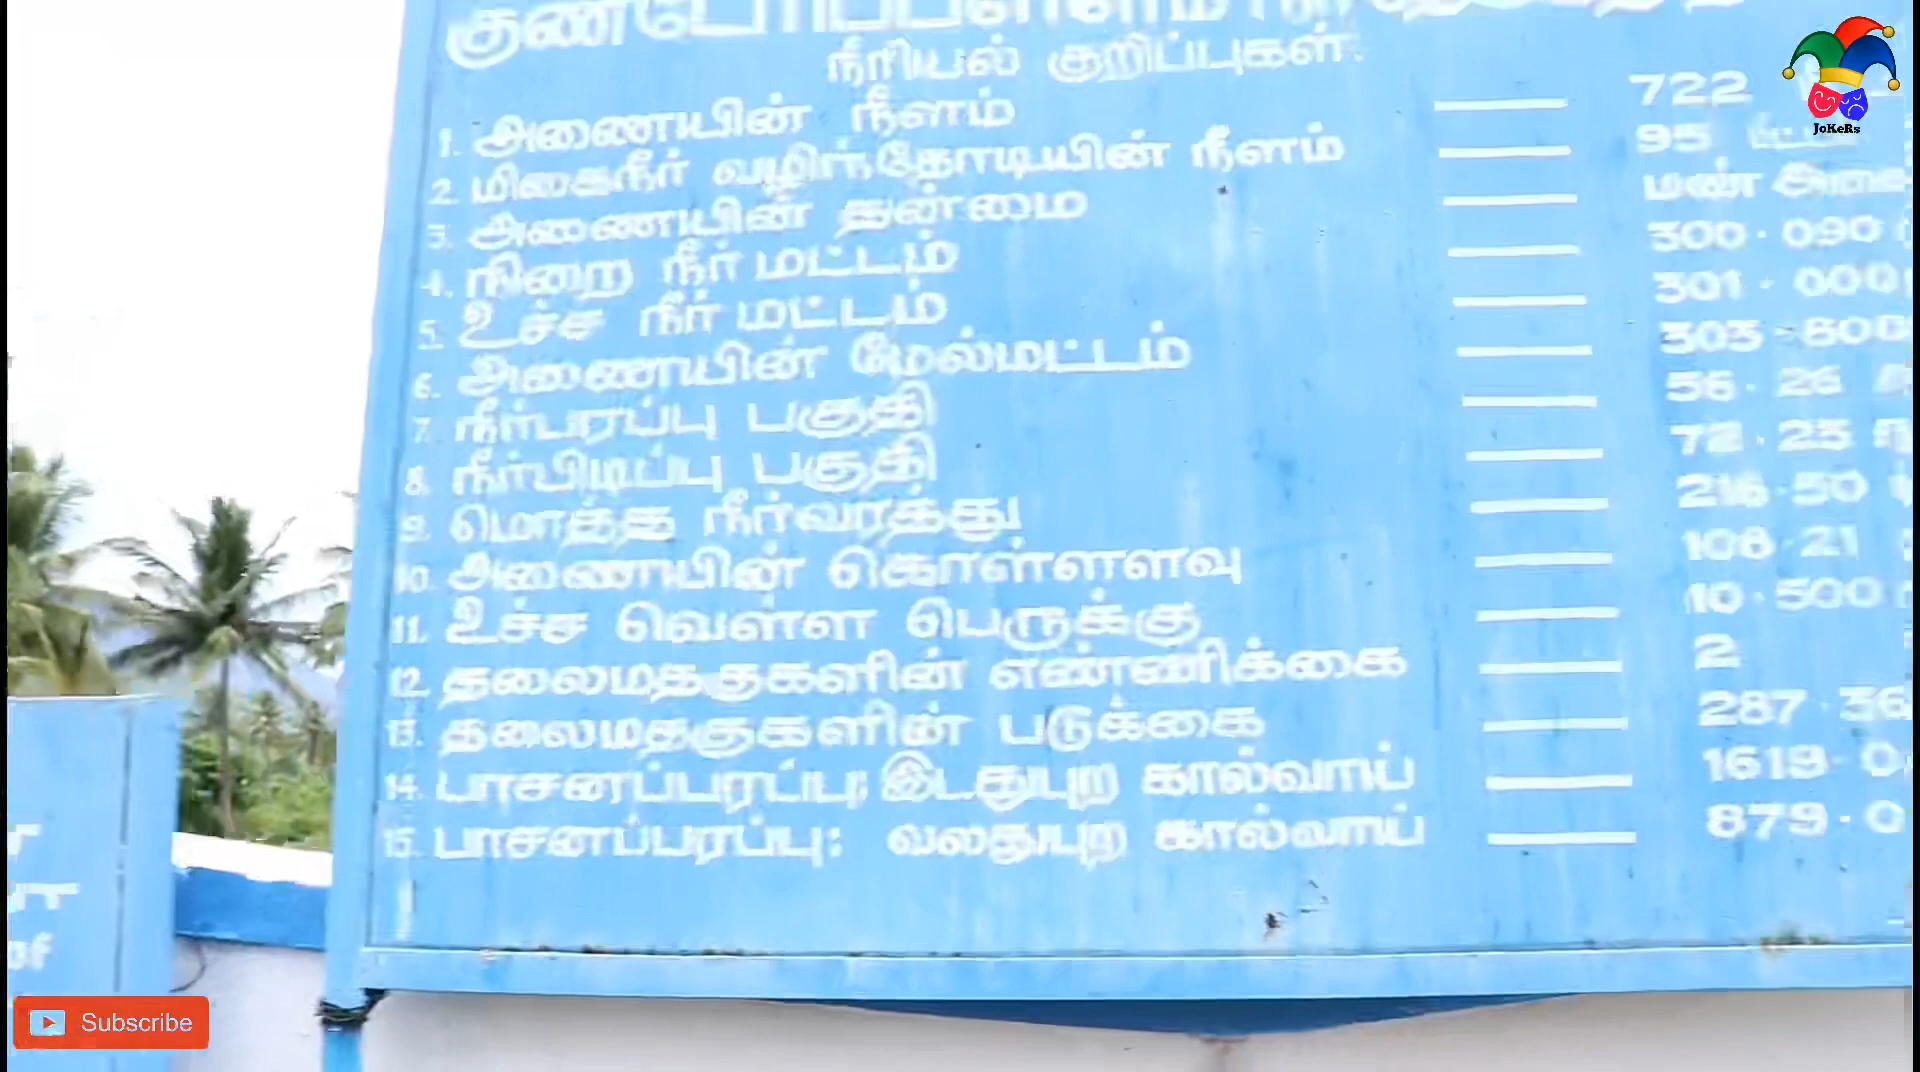 நீரியல் குறிப்புகள்:
1. அணையின் நீளம் 722
2. மிகைநீர் வழிந்தோடியின் நீளம் 95
3. அணையின் தன்மை மண் அணை
4. நிறை நீர் மட்டம் 300.090
5. உச்ச நீர் மட்டம் 301.000
6. அணையின் மேல்மட்டம் 303.800
7. நீர்பரப்பு பகுதி 56.26
8. நீர்பிடிப்பு பகுதி 72.25
9. மொத்த நீர்வரத்து 216.50
10. அணையின் கொள்ளளவு 108.21
11. உச்ச வெள்ள பெருக்கு 10.500
12. தலைமதகுகளின் எண்ணிக்கை 2
13. தலைமதகுகளின் படுக்கை 287.36
14. பாசனப்பரப்பு: இடதுபுற கால்வாய் 1619.0
15. பாசனப்பரப்பு: வலதுபுற கால்வாய் 879.0
JoKeRs
Subscribe